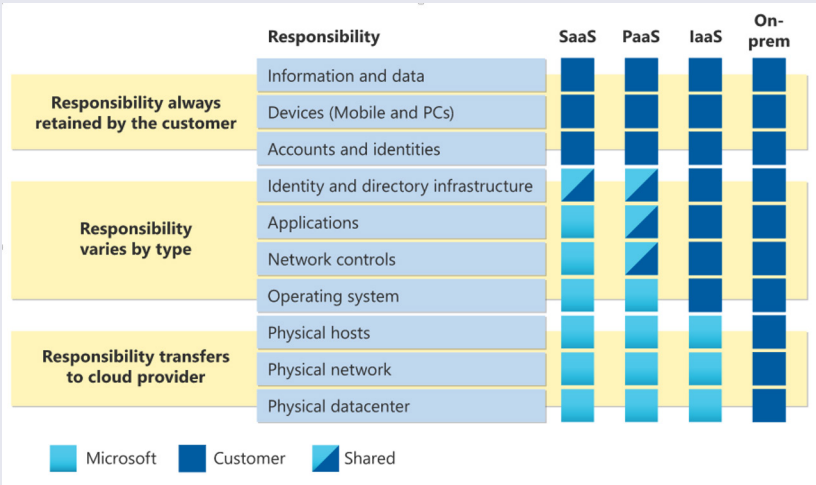 Responsibility
SaaS
PaaS
IaaS
On-
prem
Responsibility always
retained by the customer
Information and data
Devices (Mobile and PCs)
Accounts and identities
Responsibility
varies by type
Identity and directory infrastructure
Applications
Network controls
Operating system
Responsibility transfers
to cloud provider
Physical hosts
Physical network
Physical datacenter
Microsoft
Customer
Shared